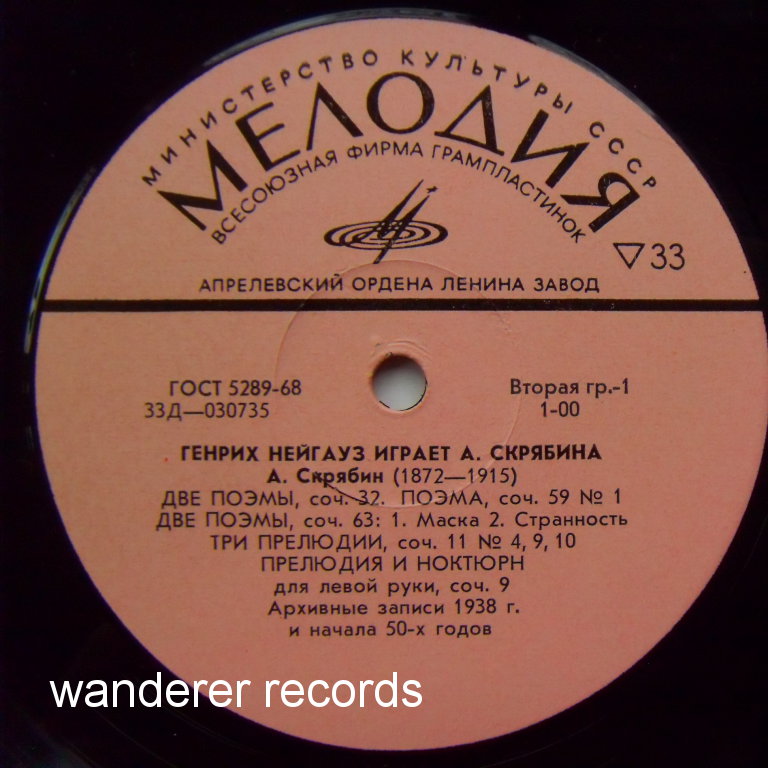 МИНИСТЕРСТВО КУЛЬТУРЫ СССР
МЕЛОДИЯ
ВСЕСОЮЗНАЯ ФИРМА ГРАМПЛАСТИНОК
33
АПРЕЛЕВСКИЙ ОРДЕНА ЛЕНИНА ЗАВОД
ГОСТ 5289-68
Вторая гр.-1
33Д—030735
1-00
ГЕНРИХ НЕЙГАУЗ ИГРАЕТ А. СКРЯБИНА
А. Скрябин (1872—1915)
ДВЕ ПОЭМЫ, соч. 32. ПОЭМА, соч. 59 № 1
ДВЕ ПОЭМЫ, соч. 63: 1. Маска 2. Странность
ТРИ ПРЕЛЮДИИ, соч. 11 № 4, 9, 10
ПРЕЛЮДИЯ И НОКТЮРН
для левой руки, соч. 9
Архивные записи 1938 г.
и начала 50-х годов
wanderer records